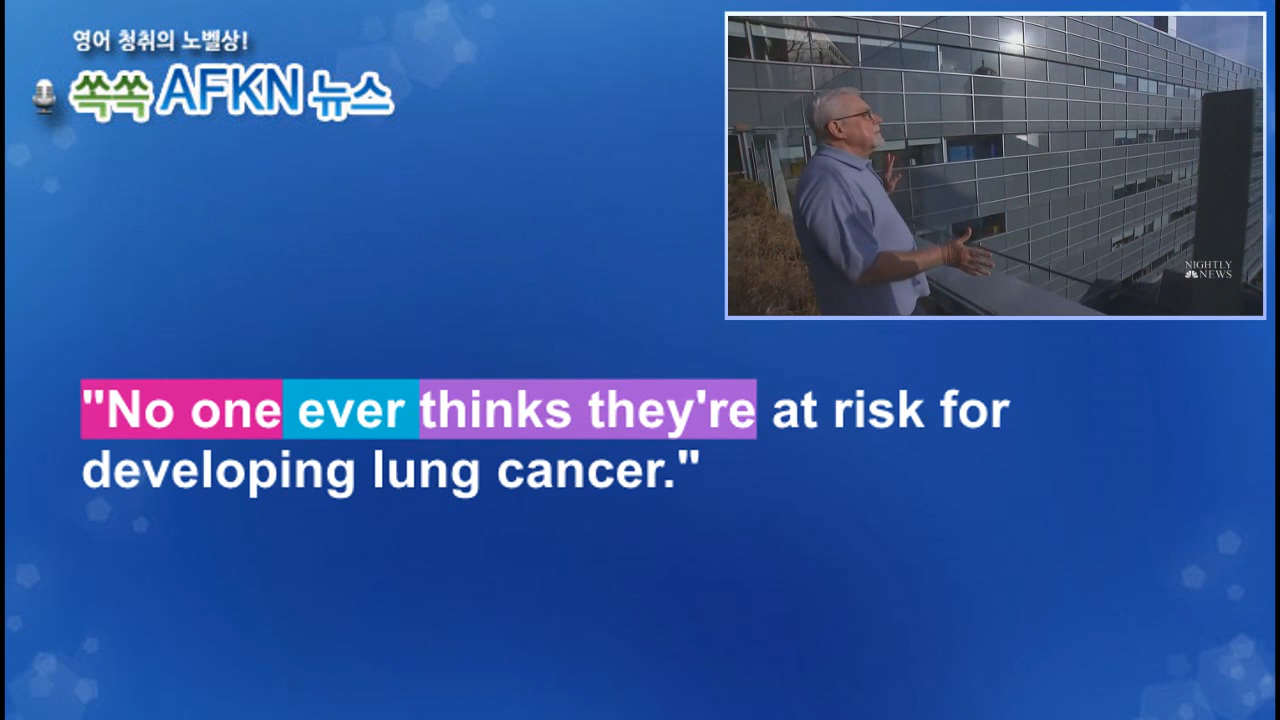 영어 청취의 노벨상!
쏙쏙 AFKN 뉴스
NIGHTLY
NEWS
"No one ever thinks they're at risk for
developing lung cancer."